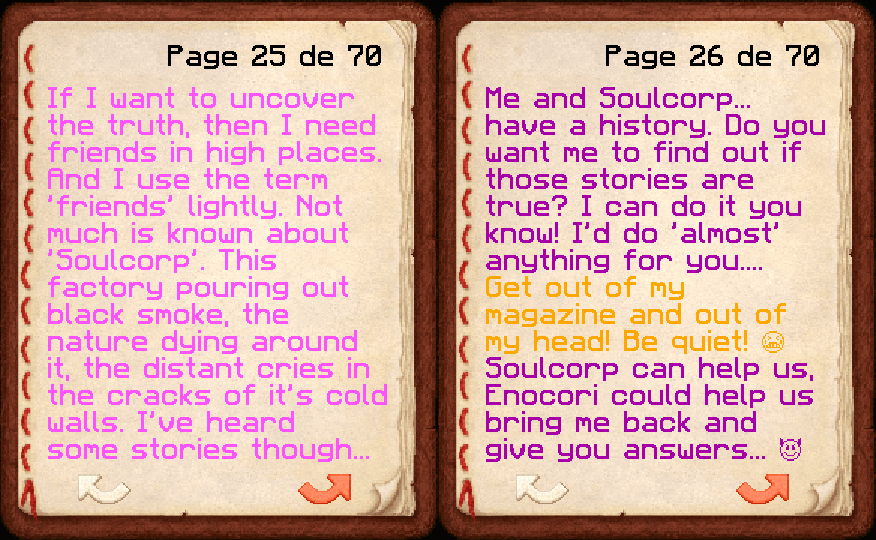 Page 25 de 70
If I want to uncover
the truth, then I need
friends in high places.
And I use the term
'friends' lightly. Not
much is known about
'Soulcorp'. This
factory pouring out
black smoke, the
nature dying around
it, the distant cries in
the cracks of it's cold
walls. I've heard
some stories though...
Page 26 de 70
Me and Soulcorp...
have a history. Do you
want me to find out if
those stories are
true? I can do it you
know! I'd do 'almost'
anything for you....
Get out of my
magazine and out of
my head! Be quiet! 😬
Soulcorp can help us,
Enocori could help us
bring me back and
give you answers... 😈